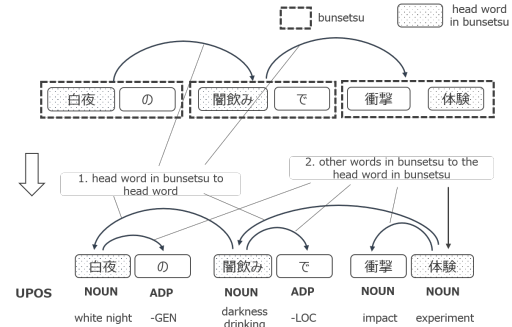 bunsetsu
head word
in bunsetsu
白夜 の 闇飲み で 衝撃 体験
1. head word in bunsetsu to
head word
2. other words in bunsetsu to the
head word in bunsetsu
白夜 の 闇飲み で 衝撃 体験
UPOS NOUN ADP NOUN ADP NOUN NOUN
white night -GEN darkness
drinking -LOC impact experiment